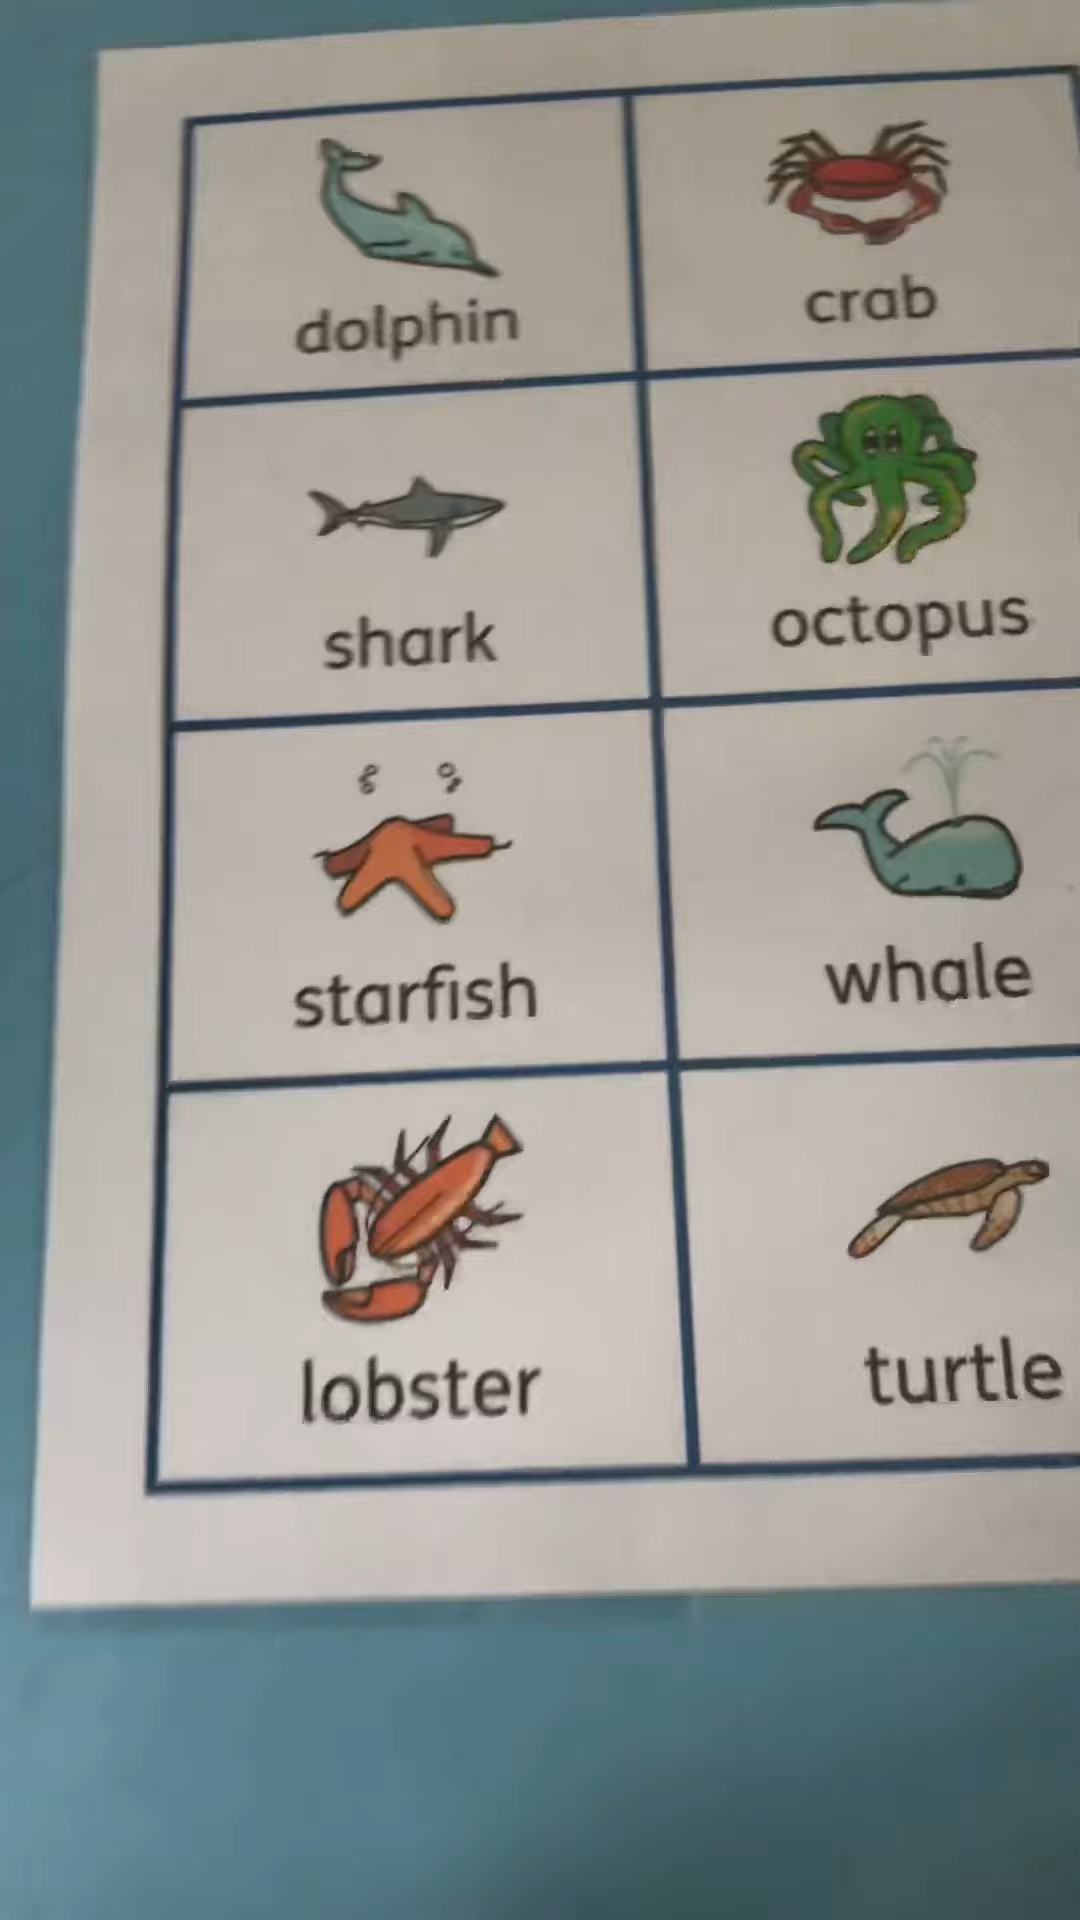 dolphin
crab
shark
octopus
starfish
whale
lobster
turtle